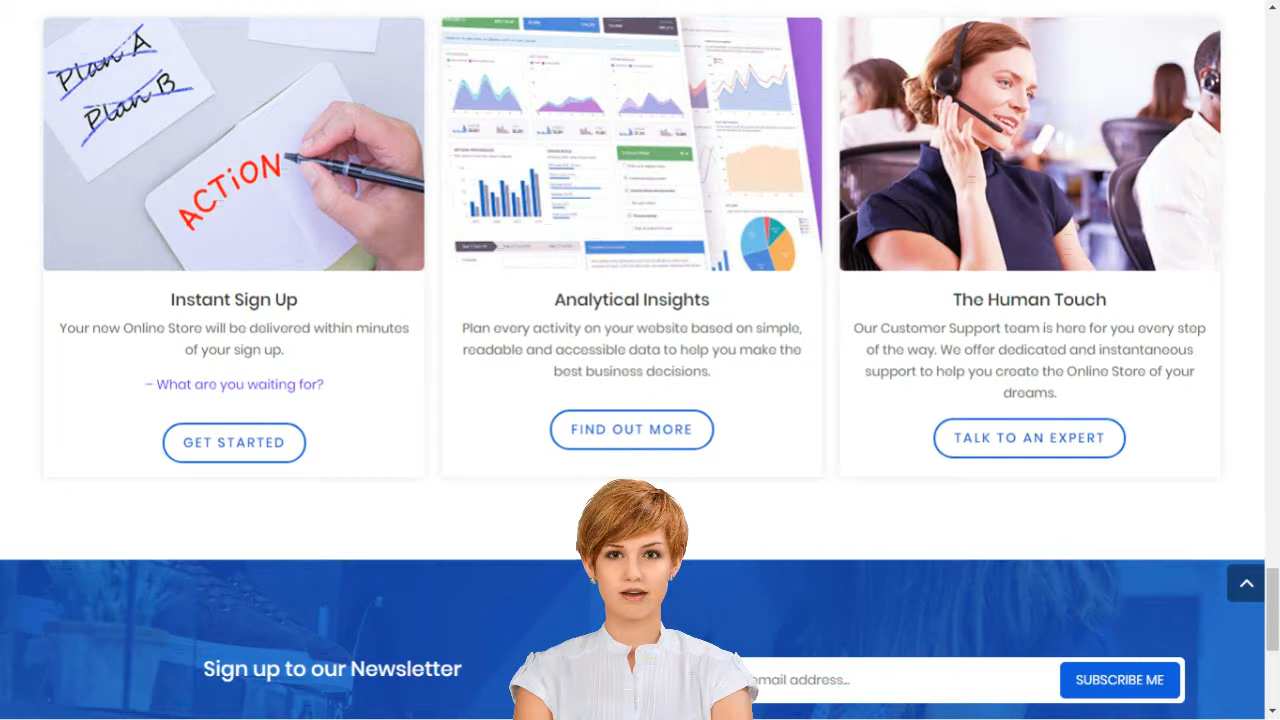 Plan A
Plan B
ACTION
Instant Sign Up
Your new Online Store will be delivered within minutes
of your sign up.
– What are you waiting for?
GET STARTED
Analytical Insights
Plan every activity on your website based on simple,
readable and accessible data to help you make the
best business decisions.
FIND OUT MORE
The Human Touch
Our Customer Support team is here for you every step
of the way. We offer dedicated and instantaneous
support to help you create the Online Store of your
dreams.
TALK TO AN EXPERT
Sign up to our Newsletter
address...
SUBSCRIBE ME